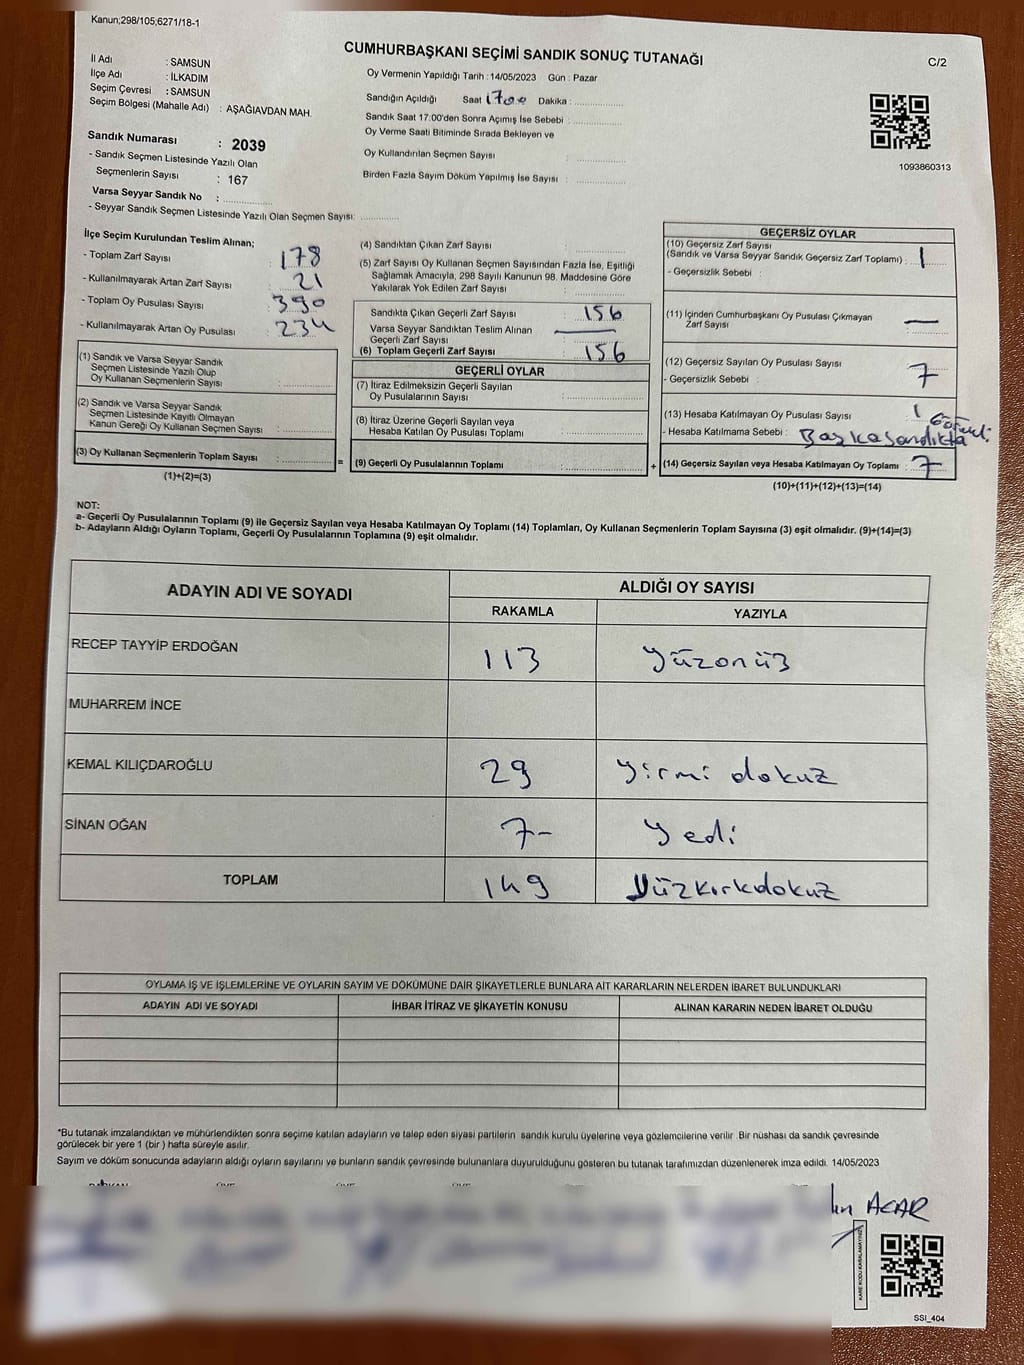 Kanun;298/105;6271/18-1
CUMHURBAŞKANI SEÇİMİ SANDIK SONUÇ TUTANAĞI
C/2
İl Adı : SAMSUN
İlçe Adı : İLKADIM
Seçim Çevresi : SAMSUN
Seçim Bölgesi (Mahalle Adı) : AŞAĞIAVDAN MAH.
Sandık Numarası : 2039
- Sandık Seçmen Listesinde Yazılı Olan
Seçmenlerin Sayısı : 167
Varsa Seyyar Sandık No :
- Seyyar Sandık Seçmen Listesinde Yazılı Olan Seçmen Sayısı:
Oy Vermenin Yapıldığı Tarih : 14/05/2023 Gün : Pazar
Sandığın Açıldığı Saat 1700 Dakika :
Sandık Saat 17:00'den Sonra Açımış İse Sebebi :
Oy Verme Saati Bitiminde Sırada Bekleyen ve
Oy Kullandırılan Seçmen Sayısı :
Birden Fazla Sayım Döküm Yapılmış İse Sayısı :
1093860313
İlçe Seçim Kurulundan Teslim Alınan;
- Toplam Zarf Sayısı : 178
- Kullanılmayarak Artan Zarf Sayısı : 21
- Toplam Oy Pusulası Sayısı : 390
- Kullanılmayarak Artan Oy Pusulası : 234
(1) Sandık ve Varsa Seyyar Sandık
Seçmen Listesinde Yazılı Olup
Oy Kullanan Seçmenlerin Sayısı :
(2) Sandık ve Varsa Seyyar Sandık
Seçmen Listesinde Kayıtlı Olmayan
Kanun Gereği Oy Kullanan Seçmen Sayısı :
(3) Oy Kullanan Seçmenlerin Toplam Sayısı :
(1)+(2)=(3)
=
(4) Sandıktan Çıkan Zarf Sayısı :
(5) Zarf Sayısı Oy Kullanan Seçmen Sayısından Fazla İse, Eşitliği
Sağlamak Amacıyla, 298 Sayılı Kanunun 98. Maddesine Göre
Yakılarak Yok Edilen Zarf Sayısı :
Sandıkta Çıkan Geçerli Zarf Sayısı : 156
Varsa Seyyar Sandıktan Teslim Alınan
Geçerli Zarf Sayısı :
(6) Toplam Geçerli Zarf Sayısı : 156
GEÇERLİ OYLAR
(7) İtiraz Edilmeksizin Geçerli Sayılan
Oy Pusulalarının Sayısı :
(8) İtiraz Üzerine Geçerli Sayılan veya
Hesaba Katılan Oy Pusulası Toplamı :
(9) Geçerli Oy Pusulalarının Toplamı :
+
GEÇERSİZ OYLAR
(10) Geçersiz Zarf Sayısı
(Sandık ve Varsa Seyyar Sandık Geçersiz Zarf Toplamı) : 1
- Geçersizlik Sebebi :
(11) İçinden Cumhurbaşkanı Oy Pusulası Çıkmayan
Zarf Sayısı : —
(12) Geçersiz Sayılan Oy Pusulası Sayısı : 7
- Geçersizlik Sebebi :
(13) Hesaba Katılmayan Oy Pusulası Sayısı : 1
- Hesaba Katılmama Sebebi : Başkasandıkta
(14) Geçersiz Sayılan veya Hesaba Katılmayan Oy Toplamı : 7
(10)+(11)+(12)+(13)=(14)
NOT:
a- Geçerli Oy Pusulalarının Toplamı (9) ile Geçersiz Sayılan veya Hesaba Katılmayan Oy Toplamı (14) Toplamları, Oy Kullanan Seçmenlerin Toplam Sayısına (3) eşit olmalıdır. (9)+(14)=(3)
b- Adayların Aldığı Oyların Toplamı, Geçerli Oy Pusulalarının Toplamına (9) eşit olmalıdır.
ADAYIN ADI VE SOYADI ALDIĞI OY SAYISI
RAKAMLA YAZIYLA
RECEP TAYYİP ERDOĞAN 113 yüzonüç
MUHARREM İNCE
KEMAL KILIÇDAROĞLU 29 yirmi dokuz
SİNAN OĞAN 7- yedi
TOPLAM 149 Yüzkırkdokuz
OYLAMA İŞ VE İŞLEMLERİNE VE OYLARIN SAYIM VE DÖKÜMÜNE DAİR ŞİKAYETLERLE BUNLARA AİT KARARLARIN NELERDEN İBARET BULUNDUKLARI
ADAYIN ADI VE SOYADI İHBAR İTİRAZ VE ŞİKAYETİN KONUSU ALINAN KARARIN NEDEN İBARET OLDUĞU
*Bu tutanak imzalandıktan ve mühürlendikten sonra seçime katılan adayların ve talep eden siyasi partilerin sandık kurulu üyelerine veya gözlemcilerine verilir .Bir nüshası da sandık çevresinde
görülecek bir yere 1 (bir ) hafta süreyle asılır.
Sayım ve döküm sonucunda adayların aldığı oyların sayılarını ve bunların sandık çevresinde bulunanlara duyurulduğunu gösteren bu tutanak tarafımızdan düzenlenerek imza edildi. 14/05/2023
ACAR
KARE KODU KARALAMAYINIZ
SSI_404